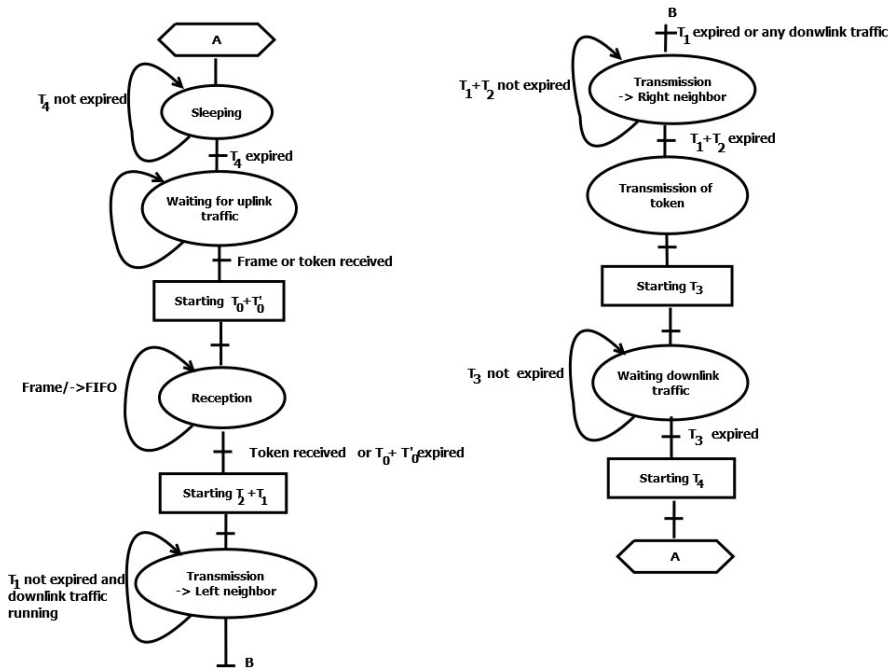 A
T4 not expired
Sleeping
T4 expired
Waiting for uplink
traffic
Frame or token received
Starting T0+T'0
Frame/->FIFO
Reception
Token received or T0+ T'0 expired
Starting T2+T1
T1 not expired and
downlink traffic
running
Transmission
-> Left neighbor
B
B
T1 expired or any donwlink traffic
T1+T2 not expired
Transmission
-> Right neighbor
T1+T2 expired
Transmission of
token
Starting T3
T3 not expired
Waiting downlink
traffic
T3 expired
Starting T4
A